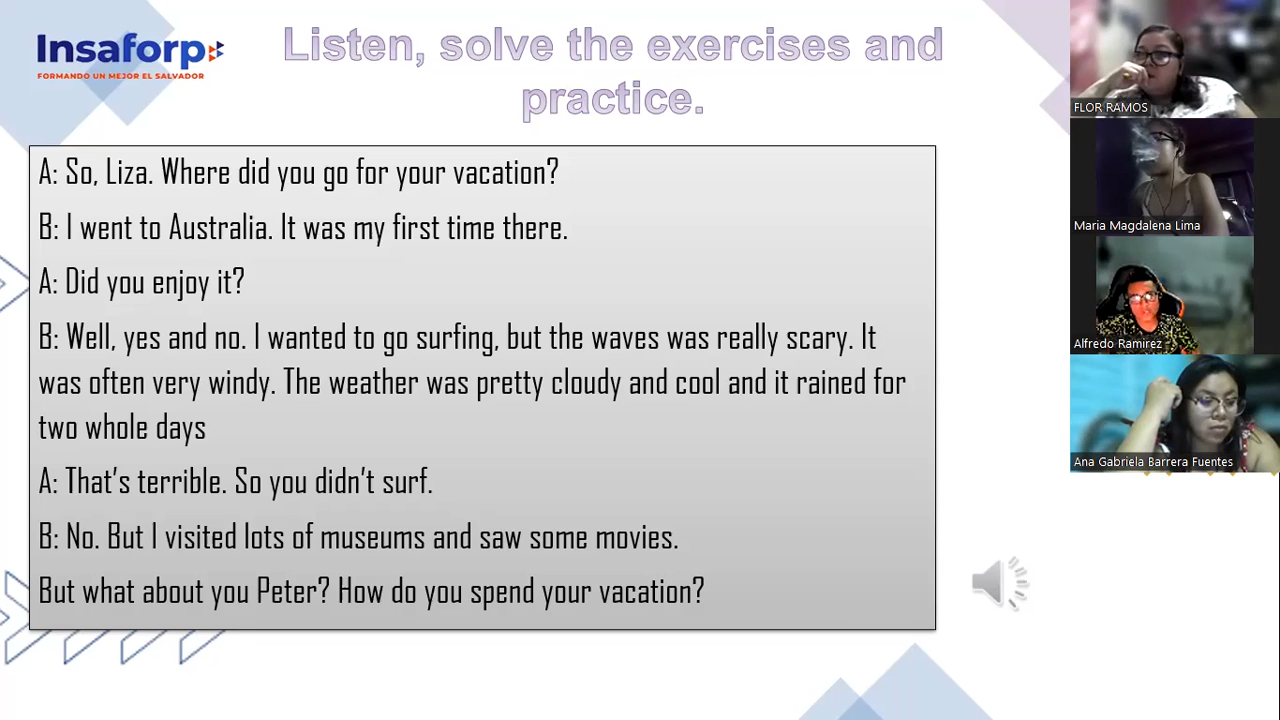 Insaforp
FORMANDO UN MEJOR EL SALVADOR
Listen, solve the exercises and
practice.
A: So, Liza. Where did you go for your vacation?
B: I went to Australia. It was my first time there.
A: Did you enjoy it?
B: Well, yes and no. I wanted to go surfing, but the waves was really scary. It
was often very windy. The weather was pretty cloudy and cool and it rained for
two whole days
A: That's terrible. So you didn't surf.
B: No. But I visited lots of museums and saw some movies.
But what about you Peter? How do you spend your vacation?
FLOR RAMOS
Maria Magdalena Lima
Alfredo Ramirez
Ana Gabriela Barrera Fuentes